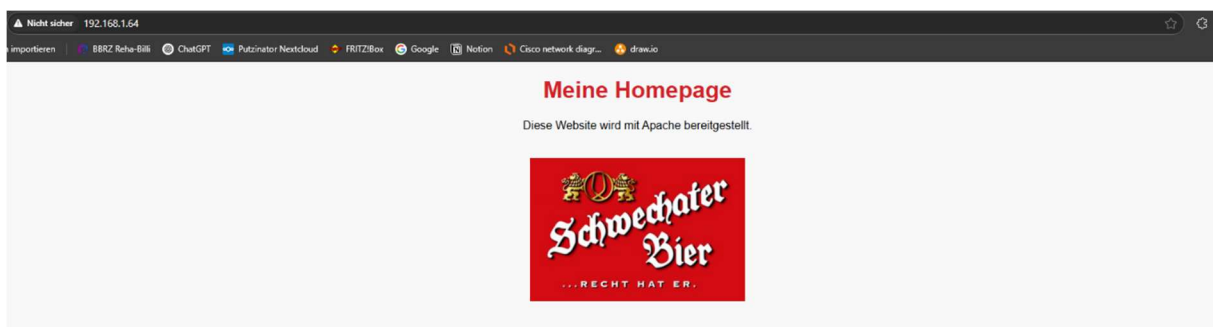 Nicht sicher 192.168.1.64
importieren BBRZ Reha-Billi ChatGPT Putzinator Nextcloud FRITZ!Box Google Notion Cisco network diagr... draw.io
Meine Homepage
Diese Website wird mit Apache bereitgestellt.
Schwechater
Bier
...RECHT HAT ER.